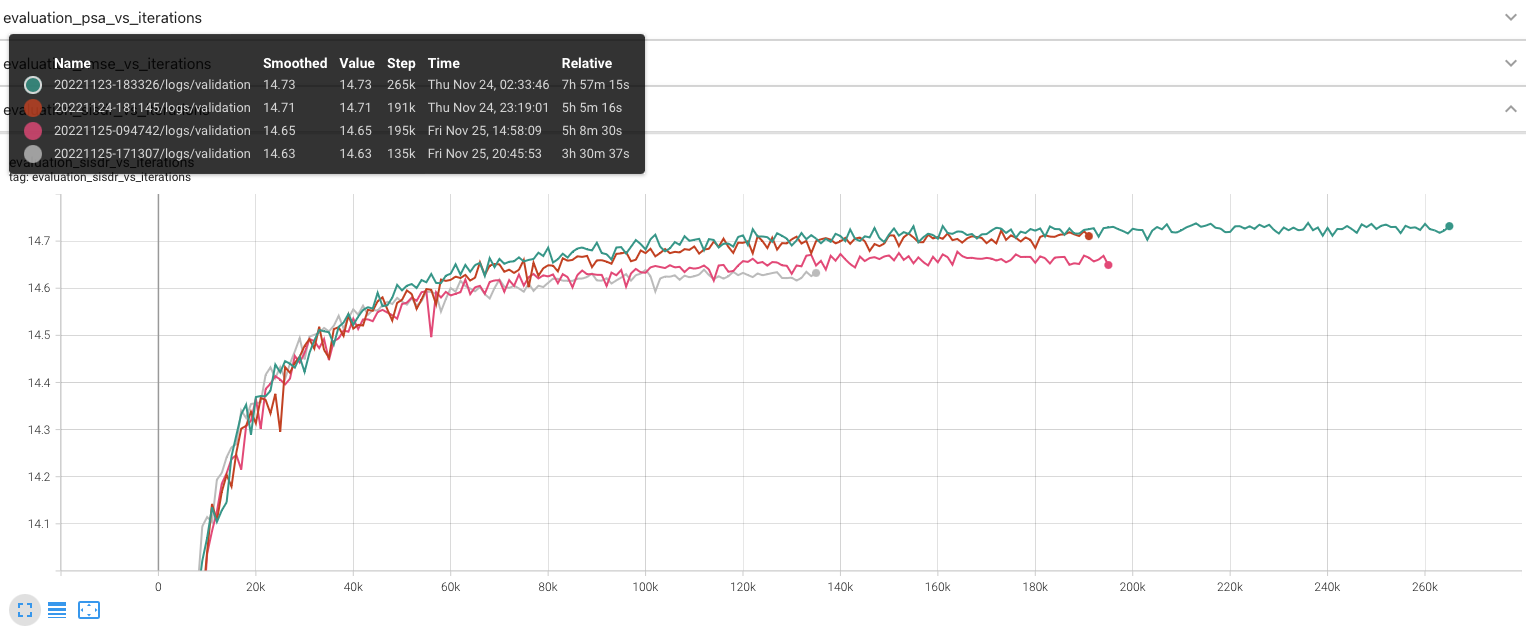 evaluation_psa_vs_iterations
Name Smoothed Value Step Time Relative
20221123-183326/logs/validation 14.73 14.73 265k Thu Nov 24, 02:33:46 7h 57m 15s
20221124-181145/logs/validation 14.71 14.71 191k Thu Nov 24, 23:19:01 5h 5m 16s
20221125-094742/logs/validation 14.65 14.65 195k Fri Nov 25, 14:58:09 5h 8m 30s
20221125-171307/logs/validation 14.63 14.63 135k Fri Nov 25, 20:45:53 3h 30m 37s
evaluation_sisdr_vs_iterations
tag: evaluation_sisdr_vs_iterations
14.7
14.6
14.5
14.4
14.3
14.2
14.1
0 20k 40k 60k 80k 100k 120k 140k 160k 180k 200k 220k 240k 260k